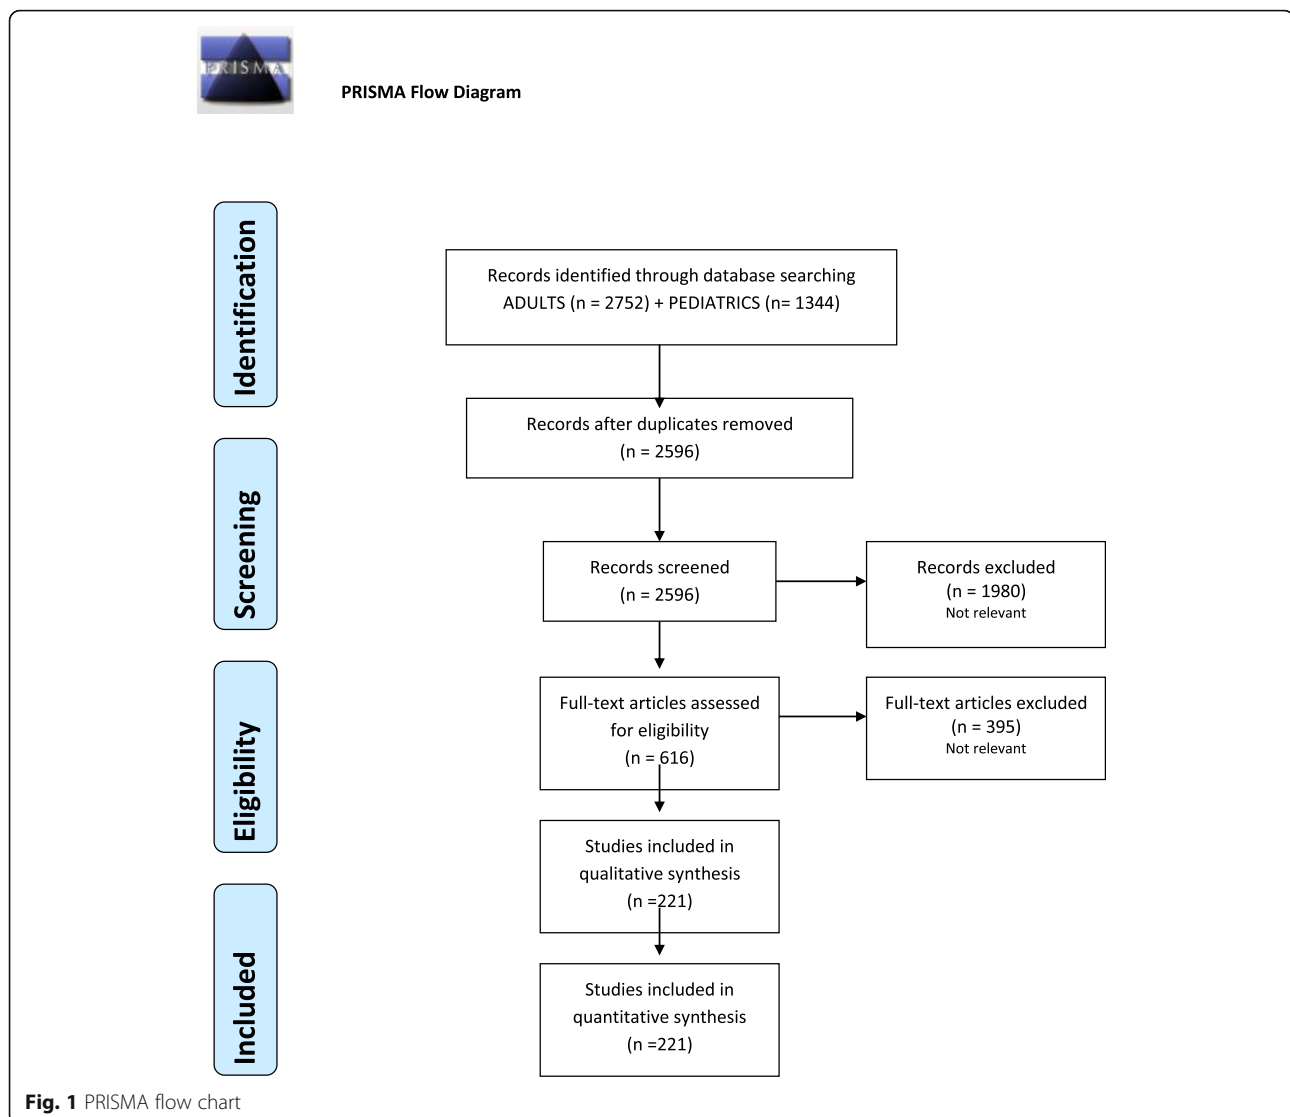 PRISMA
PRISMA Flow Diagram
Identification
Records identified through database searching
ADULTS (n = 2752) + PEDIATRICS (n= 1344)
Records after duplicates removed
(n = 2596)
Screening
Records screened
(n = 2596)
Records excluded
(n = 1980)
Not relevant
Eligibility
Full-text articles assessed
for eligibility
(n = 616)
Full-text articles excluded
(n = 395)
Not relevant
Studies included in
qualitative synthesis
(n =221)
Included
Studies included in
quantitative synthesis
(n =221)
Fig. 1 PRISMA flow chart